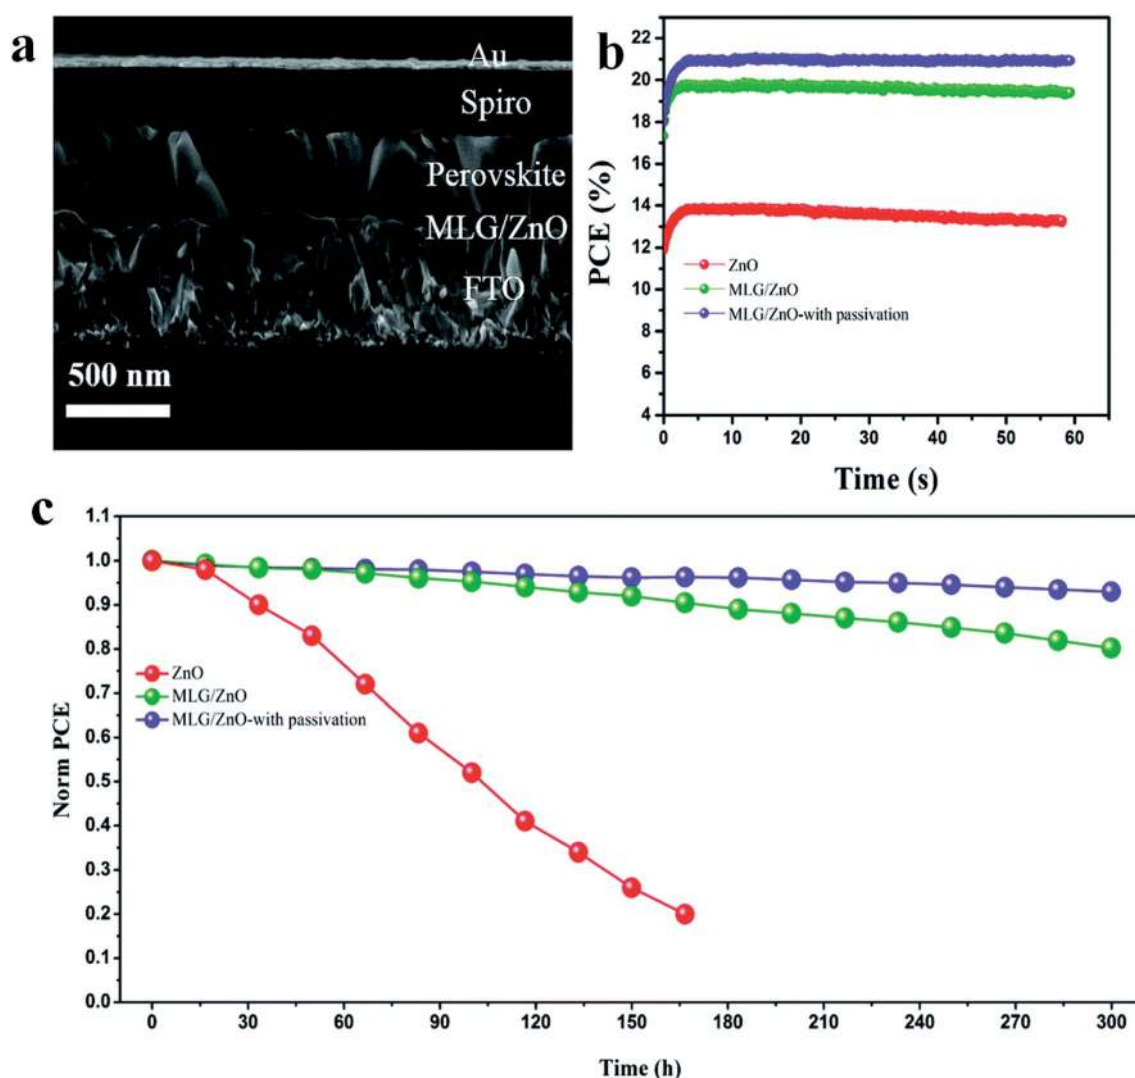 a
Au
Spiro
Perovskite
MLG/ZnO
FTO
500 nm
b
22
20
18
16
14
12
10
8
6
4
PCE (%)
ZnO
MLG/ZnO
MLG/ZnO-with passivation
0 10 20 30 40 50 60
Time (s)
c
1.1
1.0
0.9
0.8
0.7
0.6
0.5
0.4
0.3
0.2
0.1
0.0
Norm PCE
ZnO
MLG/ZnO
MLG/ZnO-with passivation
0 30 60 90 120 150 180 210 240 270 300
Time (h)